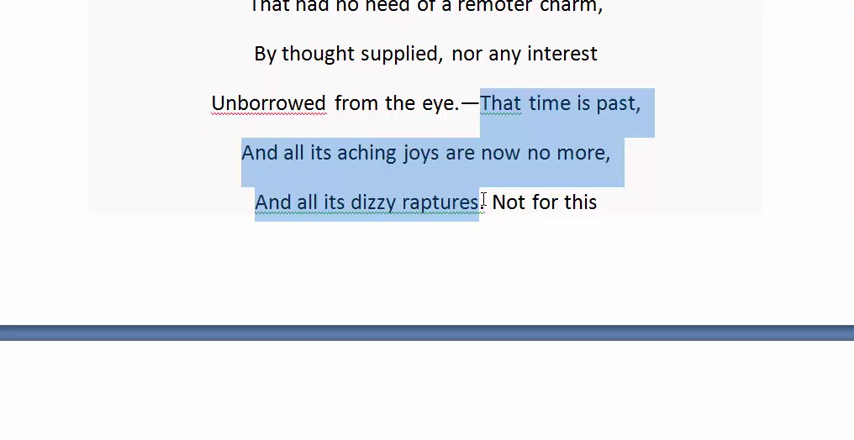 That had no need of a remoter charm,
By thought supplied, nor any interest
Unborrowed from the eye.—That time is past,
And all its aching joys are now no more,
And all its dizzy raptures. Not for this